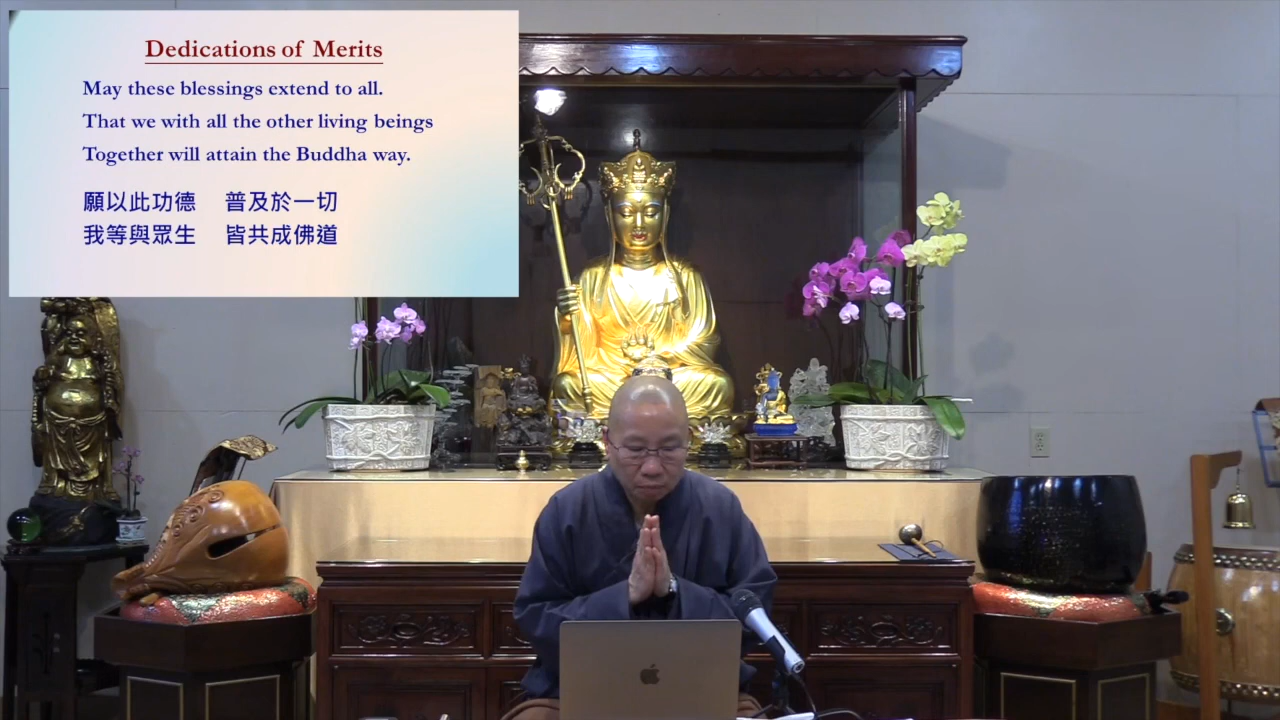 Dedications of Merits
May these blessings extend to all.
That we with all the other living beings
Together will attain the Buddha way.
願以此功德 普及於一切
我等與眾生 皆共成佛道